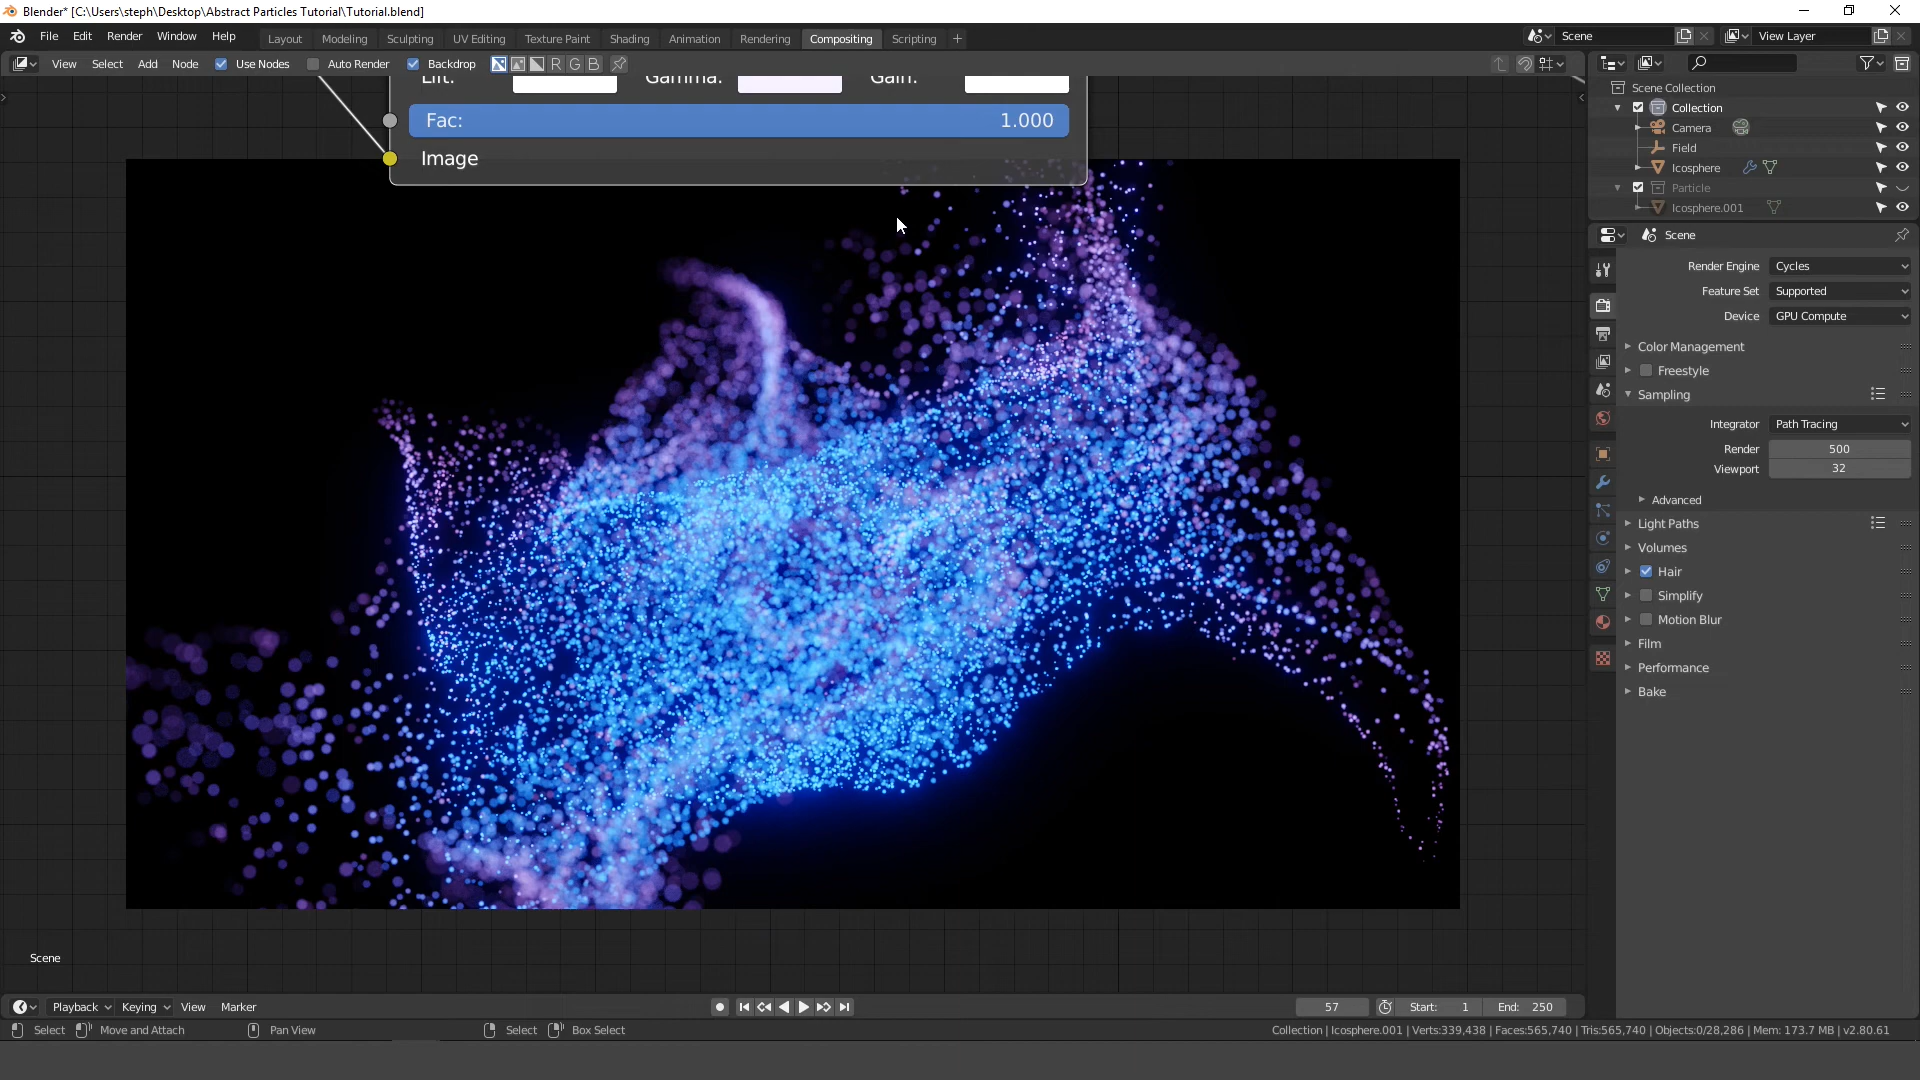 Blender* [C:\Users\steph\Desktop\Abstract Particles Tutorial\Tutorial.blend]
File Edit Render Window Help Layout Modeling Sculpting UV Editing Texture Paint Shading Animation Rendering Compositing Scripting + Scene View Layer
View Select Add Node Use Nodes Auto Render Backdrop R G B
Lift: Gamma: Gain:
Fac: 1.000
Image
Scene
Playback Keying View Marker 57 Start: 1 End: 250
Select Move and Attach Pan View Select Box Select Collection | Icosphere.001 | Verts:339,438 | Faces:565,740 | Tris:565,740 | Objects:0/28,286 | Mem: 173.7 MB | v2.80.61
Scene Collection
Collection
Camera
Field
Icosphere
Particle
Icosphere.001
Scene
Render Engine Cycles
Feature Set Supported
Device GPU Compute
Color Management
Freestyle
Sampling
Integrator Path Tracing
Render 500
Viewport 32
Advanced
Light Paths
Volumes
Hair
Simplify
Motion Blur
Film
Performance
Bake